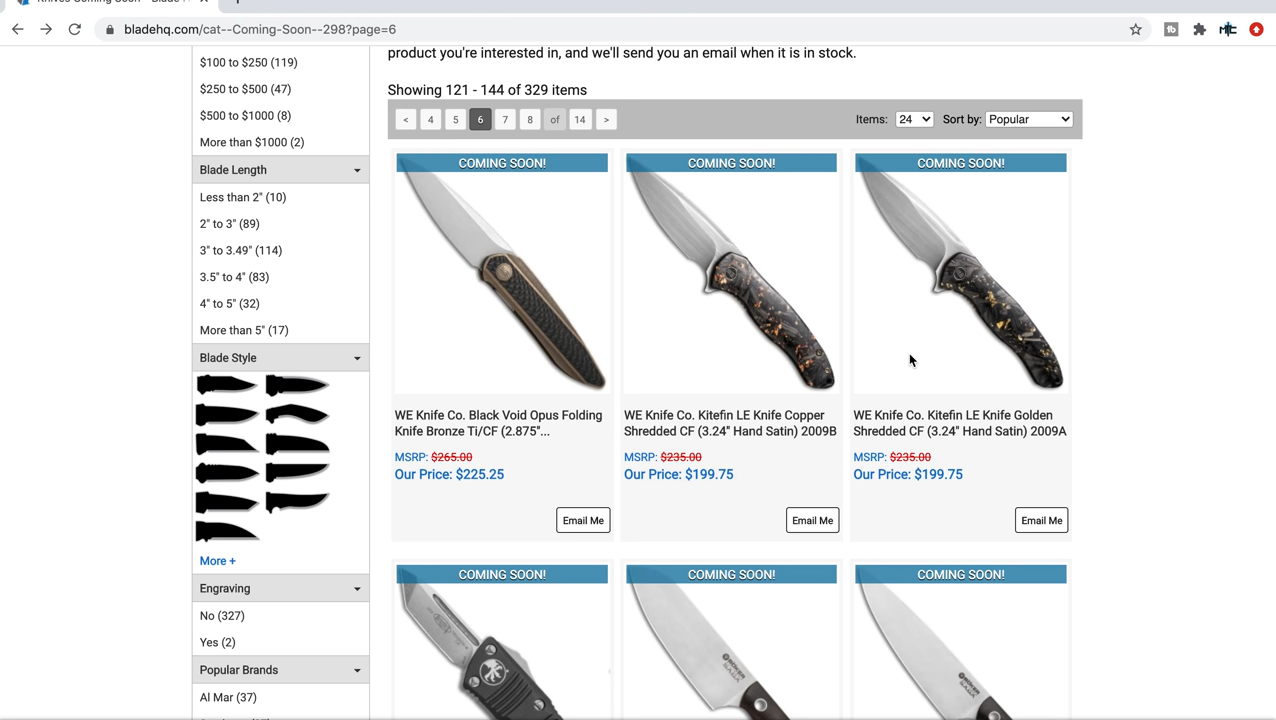 bladehq.com/cat--Coming-Soon--298?page=6
product you're interested in, and we'll send you an email when it is in stock.
$100 to $250 (119)
$250 to $500 (47)
$500 to $1000 (8)
More than $1000 (2)
Blade Length
Less than 2" (10)
2" to 3" (89)
3" to 3.49" (114)
3.5" to 4" (83)
4" to 5" (32)
More than 5" (17)
Blade Style
More +
Engraving
No (327)
Yes (2)
Popular Brands
Al Mar (37)
Showing 121 - 144 of 329 items
< 4 5 6 7 8 of 14 >
Items: 24 Sort by: Popular
COMING SOON! COMING SOON! COMING SOON!
WE Knife Co. Black Void Opus Folding
Knife Bronze Ti/CF (2.875"...
MSRP: $265.00
Our Price: $225.25
Email Me
WE Knife Co. Kitefin LE Knife Copper
Shredded CF (3.24" Hand Satin) 2009B
MSRP: $235.00
Our Price: $199.75
Email Me
WE Knife Co. Kitefin LE Knife Golden
Shredded CF (3.24" Hand Satin) 2009A
MSRP: $235.00
Our Price: $199.75
Email Me
COMING SOON! COMING SOON! COMING SOON!
BÖKER
SAGA
BÖKER
SAGA